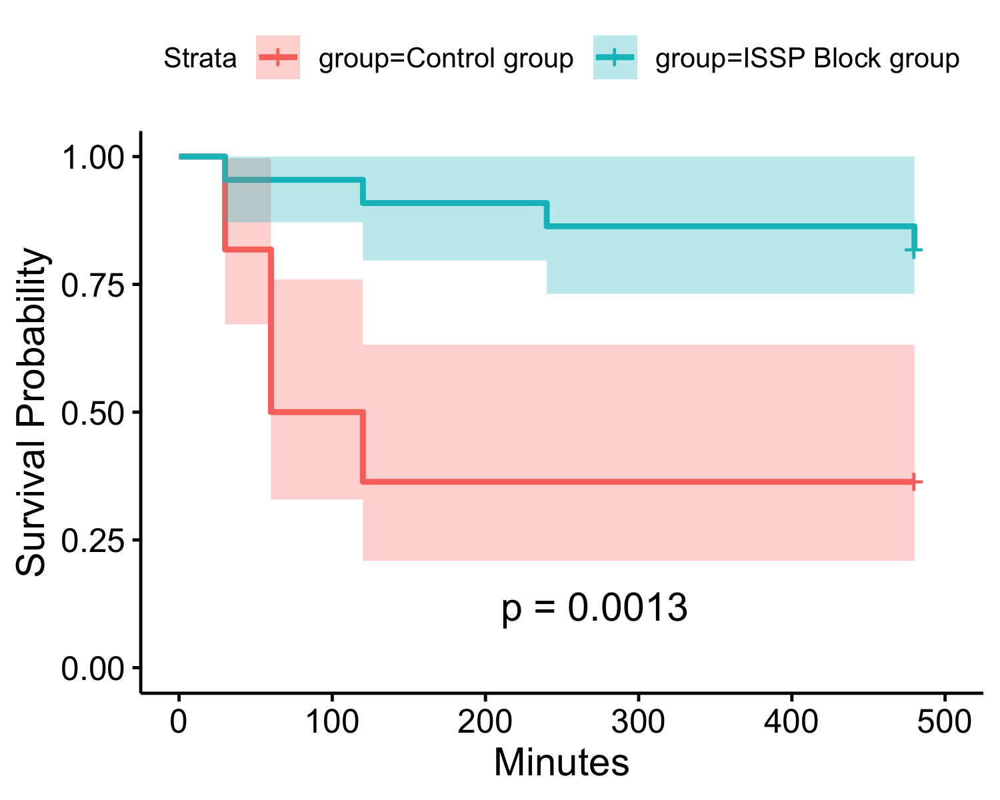 Strata group=Control group group=ISSP Block group
Survival Probability
1.00
0.75
0.50
0.25
0.00
p = 0.0013
0 100 200 300 400 500
Minutes